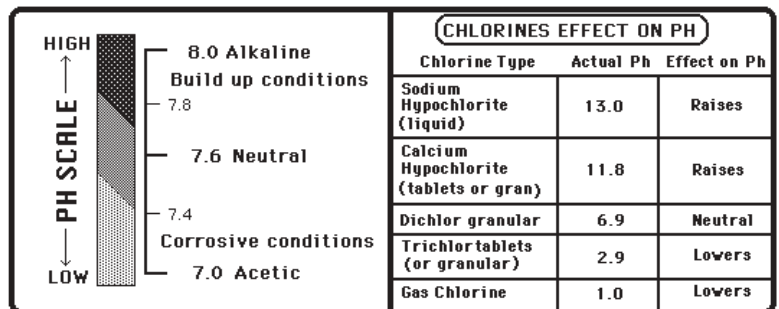 HIGH
PH SCALE
LOW
8.0 Alkaline
Build up conditions
7.8
7.6 Neutral
7.4
Corrosive conditions
7.0 Acetic
CHLORINES EFFECT ON PH
Chlorine Type Actual Ph Effect on Ph
Sodium
Hypochlorite
(liquid)
13.0 Raises
Calcium
Hypochlorite
(tablets or gran)
11.8 Raises
Dichlor granular 6.9 Neutral
Trichlor tablets
(or granular)
2.9 Lowers
Gas Chlorine 1.0 Lowers